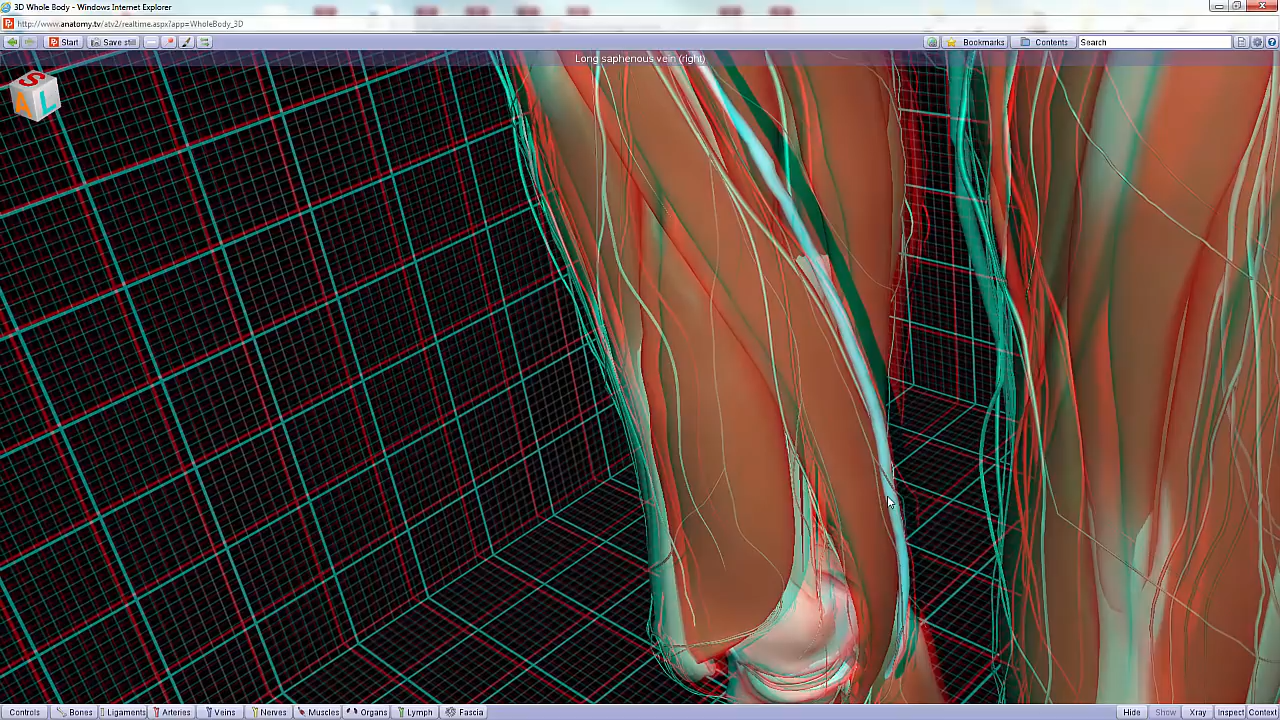 3D Whole Body - Windows Internet Explorer
http://www.anatomy.tv/atv2/realtime.aspx?app=WholeBody_3D
Start Save still Bookmarks Contents Search
Long saphenous vein (right)
S
A L
Controls Bones Ligaments Arteries Veins Nerves Muscles Organs Lymph Fascia Hide Show Xray Inspect Context